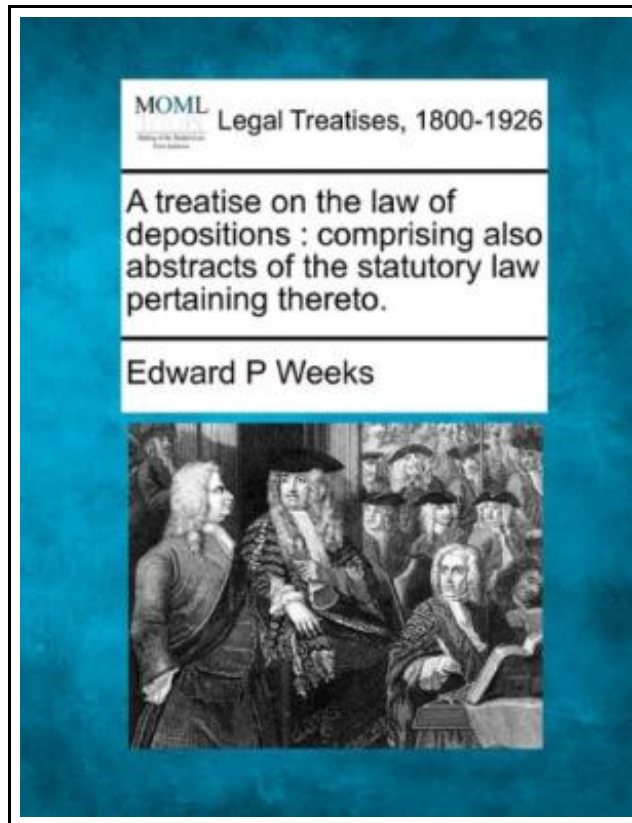 MOML
Legal Treatises, 1800-1926
A treatise on the law of
depositions : comprising also
abstracts of the statutory law
pertaining thereto.
Edward P Weeks